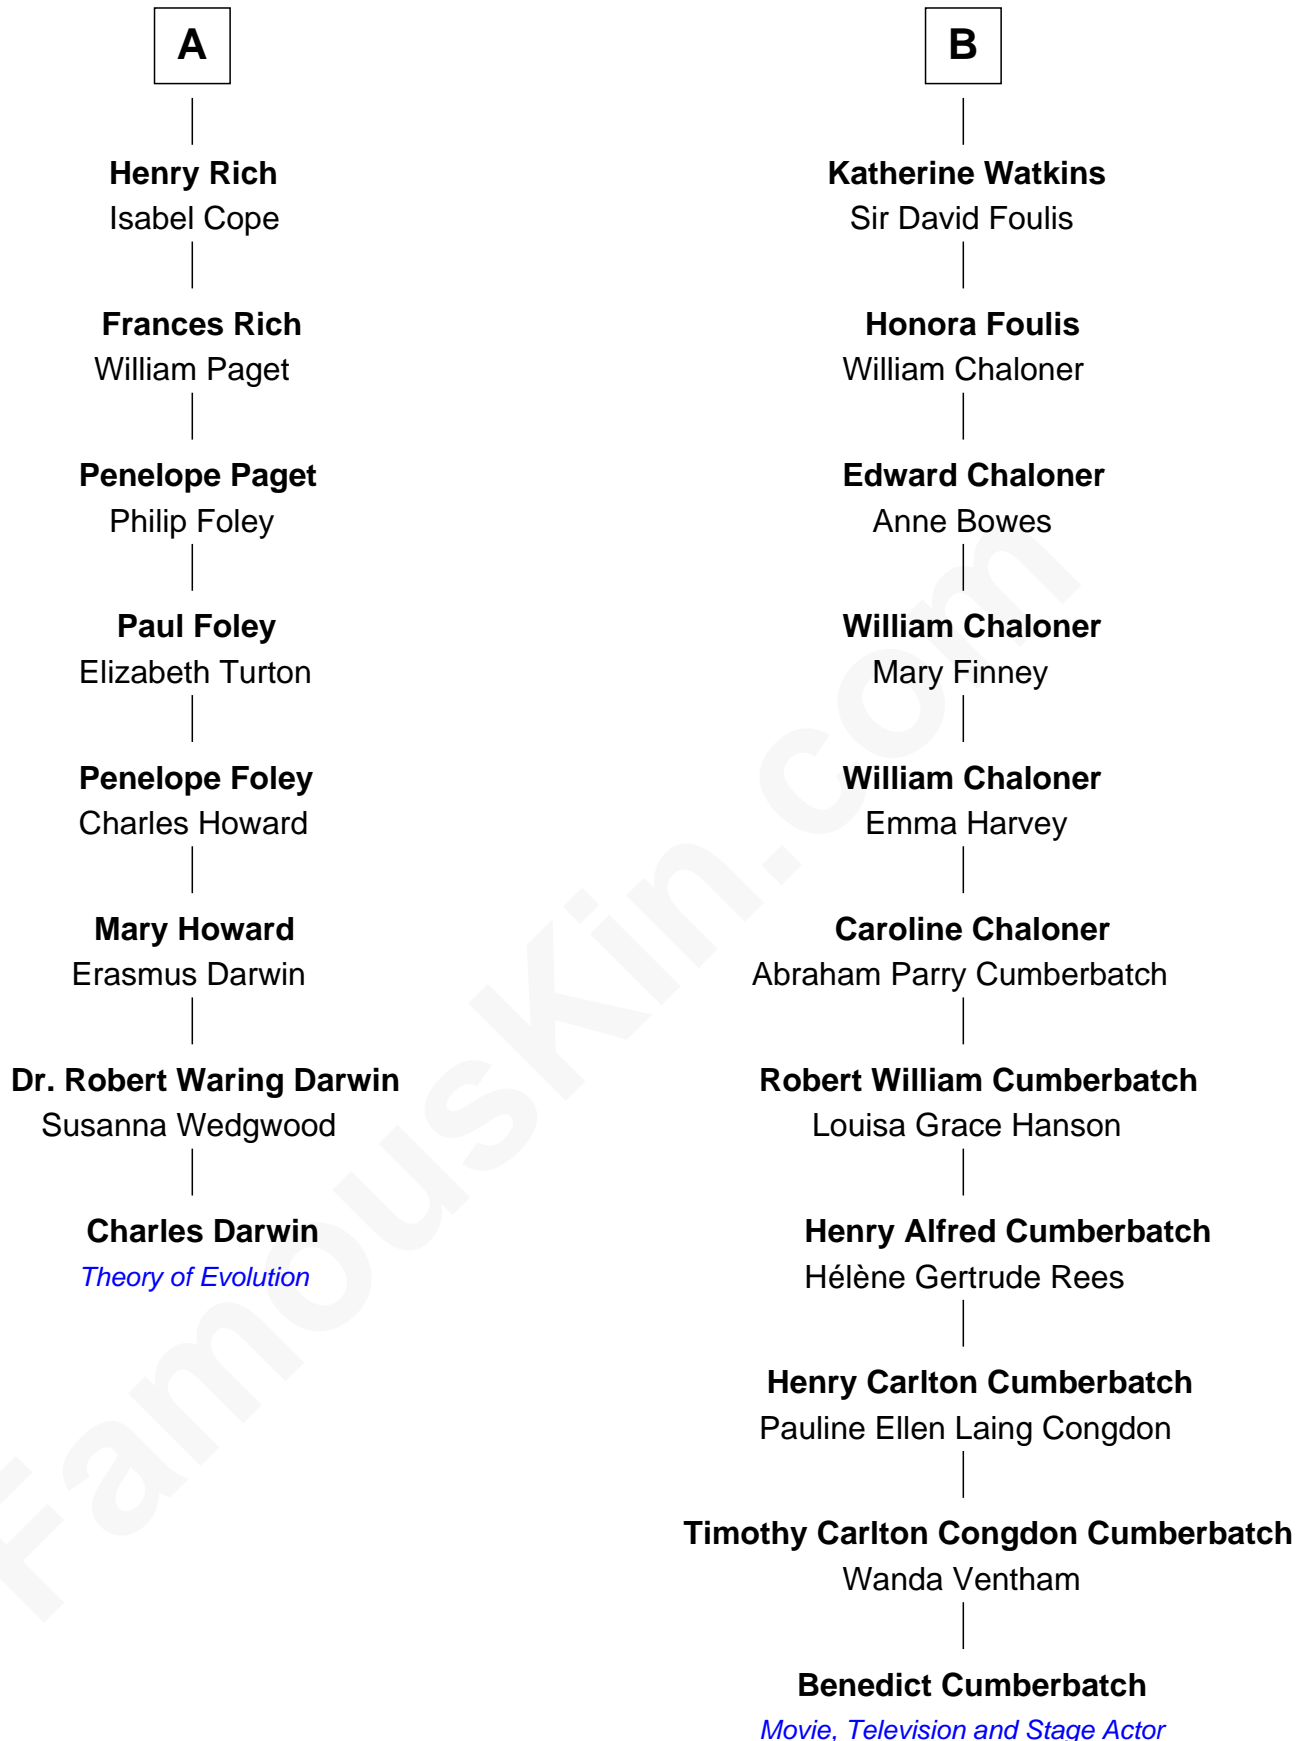 A
Henry Rich
Isabel Cope
Frances Rich
William Paget
Penelope Paget
Philip Foley
Paul Foley
Elizabeth Turton
Penelope Foley
Charles Howard
Mary Howard
Erasmus Darwin
Dr. Robert Waring Darwin
Susanna Wedgwood
Charles Darwin
Theory of Evolution
B
Katherine Watkins
Sir David Foulis
Honora Foulis
William Chaloner
Edward Chaloner
Anne Bowes
William Chaloner
Mary Finney
William Chaloner
Emma Harvey
Caroline Chaloner
Abraham Parry Cumberbatch
Robert William Cumberbatch
Louisa Grace Hanson
Henry Alfred Cumberbatch
Hélène Gertrude Rees
Henry Carlton Cumberbatch
Pauline Ellen Laing Congdon
Timothy Carlton Congdon Cumberbatch
Wanda Ventham
Benedict Cumberbatch
Movie, Television and Stage Actor
FamousKin.com